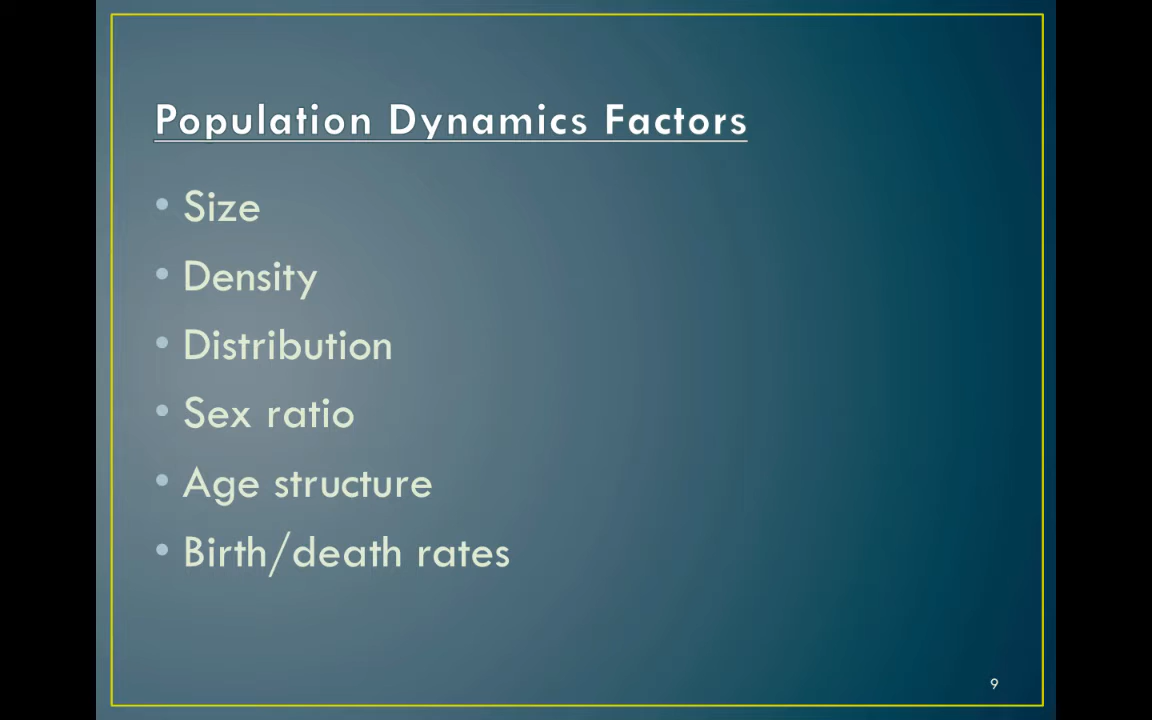 Population Dynamics Factors
• Size
• Density
• Distribution
• Sex ratio
• Age structure
• Birth/death rates
9